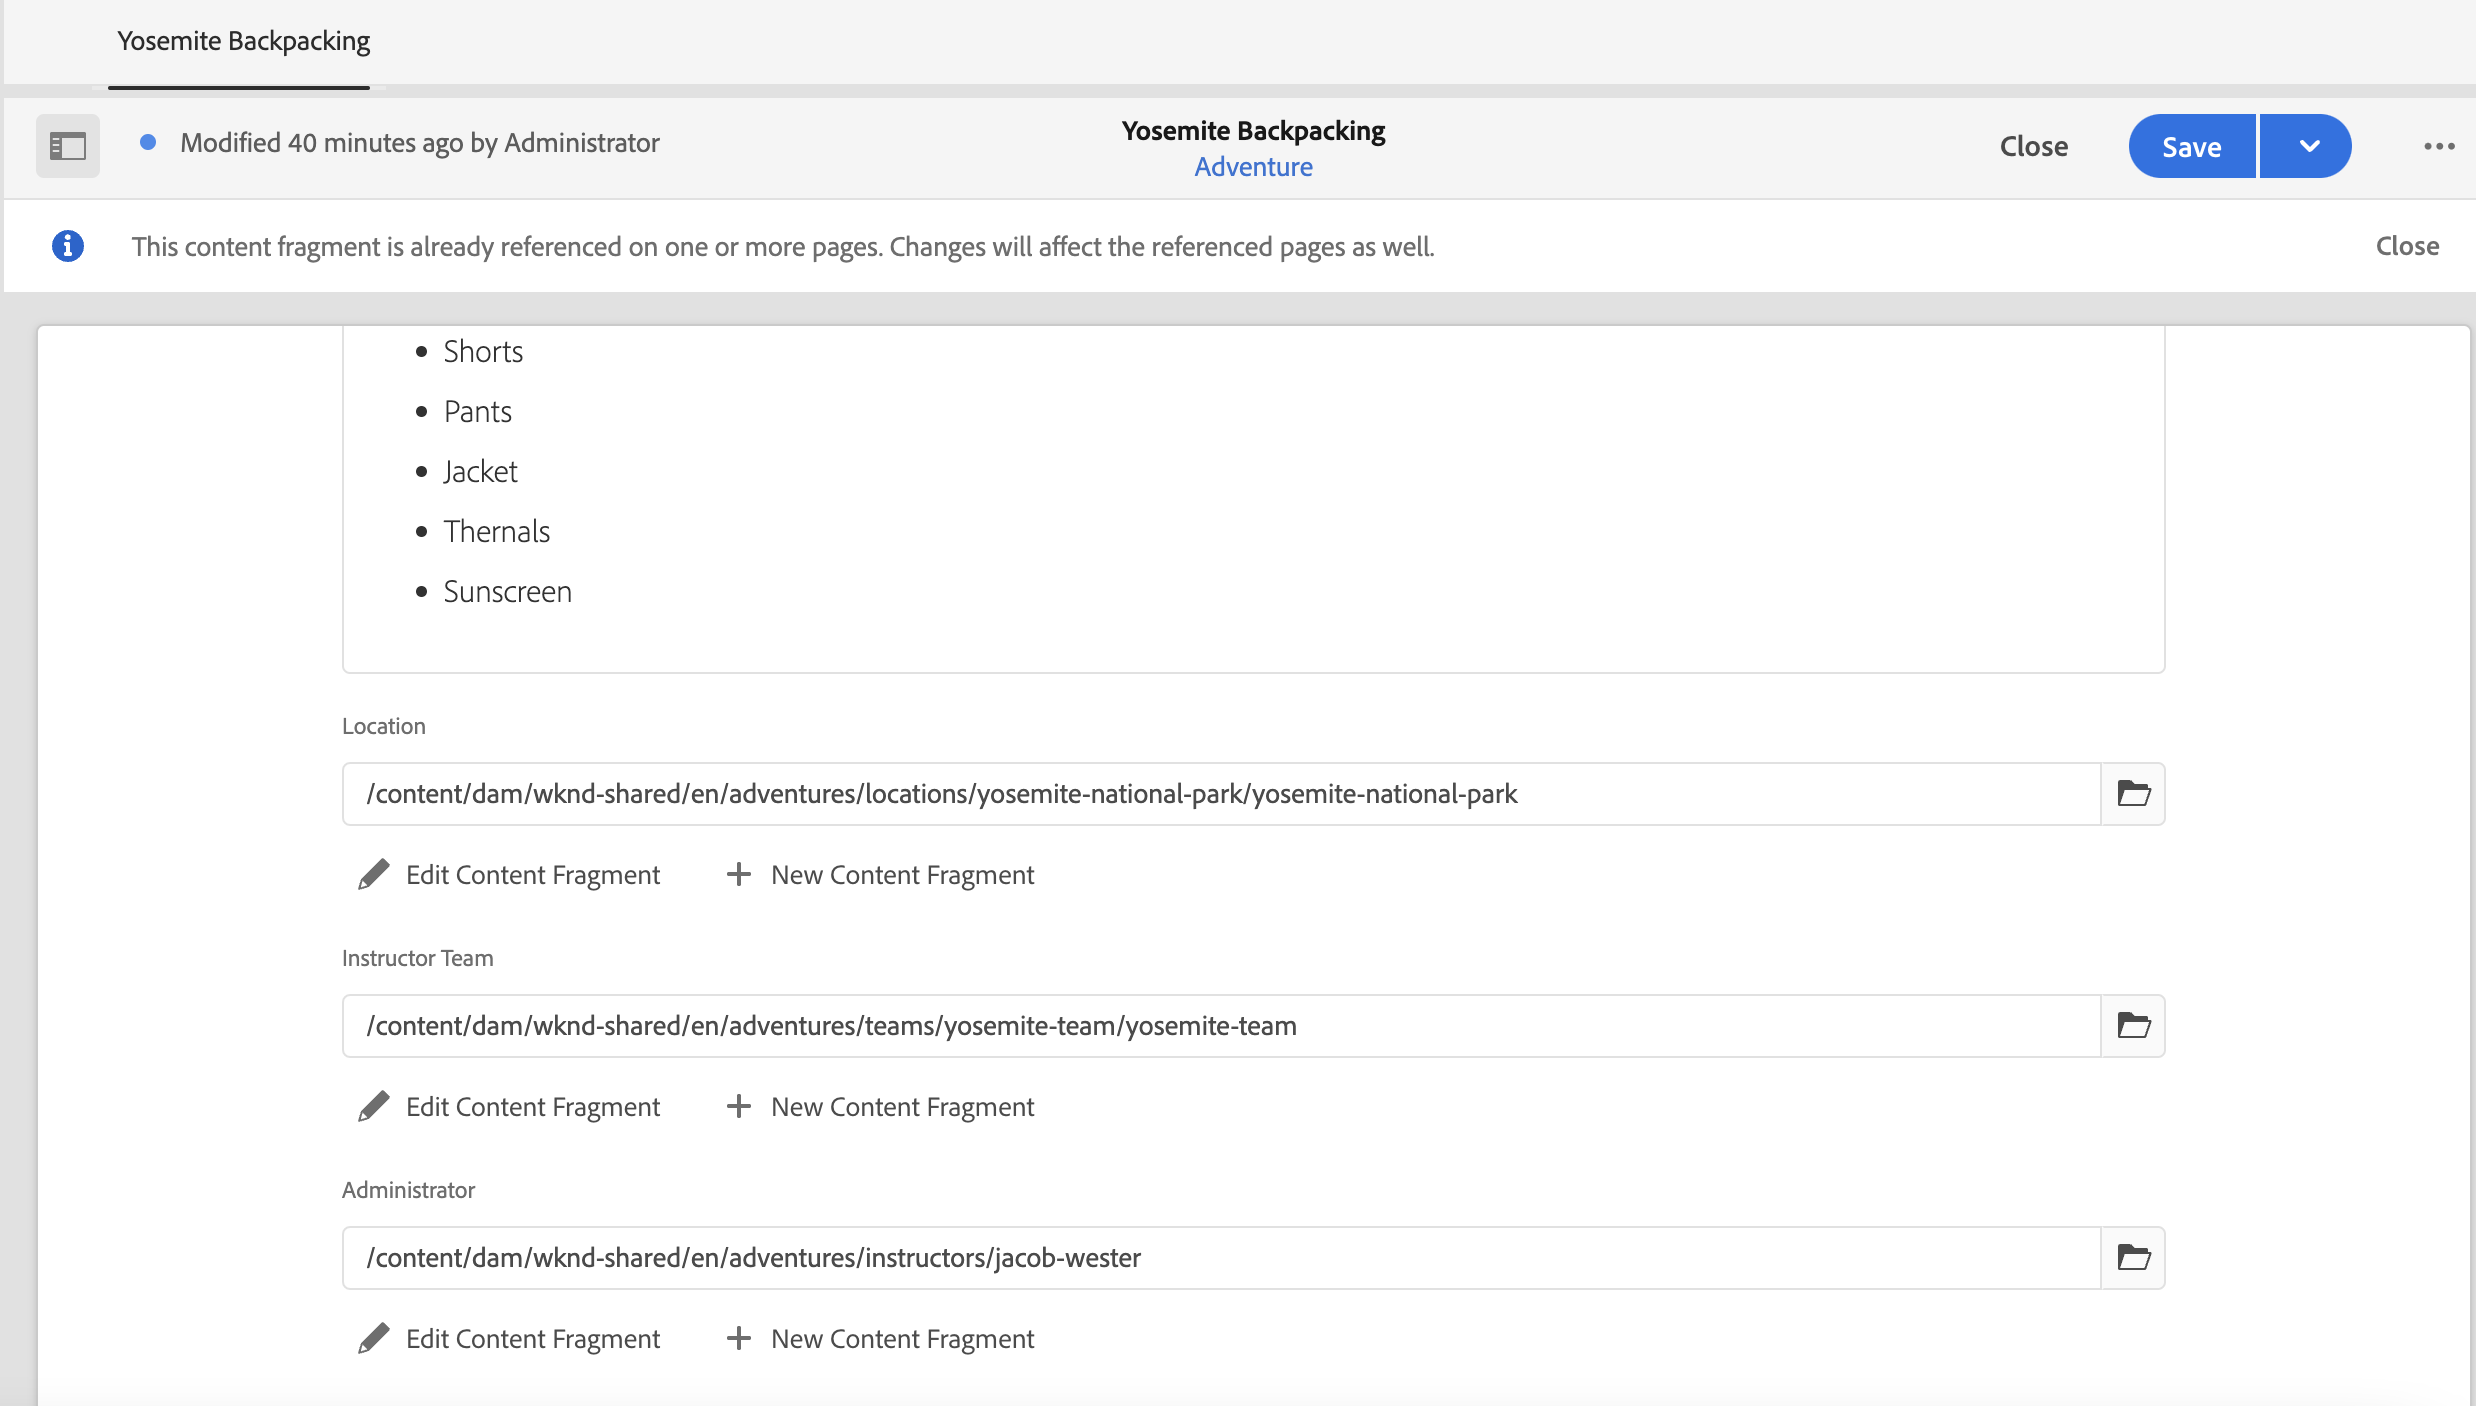 Yosemite Backpacking
Modified 40 minutes ago by Administrator
Yosemite Backpacking
Adventure
Close
Save
This content fragment is already referenced on one or more pages. Changes will affect the referenced pages as well.
Close
Shorts
Pants
Jacket
Thernals
Sunscreen
Location
/content/dam/wknd-shared/en/adventures/locations/yosemite-national-park/yosemite-national-park
Edit Content Fragment
New Content Fragment
Instructor Team
/content/dam/wknd-shared/en/adventures/teams/yosemite-team/yosemite-team
Edit Content Fragment
New Content Fragment
Administrator
/content/dam/wknd-shared/en/adventures/instructors/jacob-wester
Edit Content Fragment
New Content Fragment